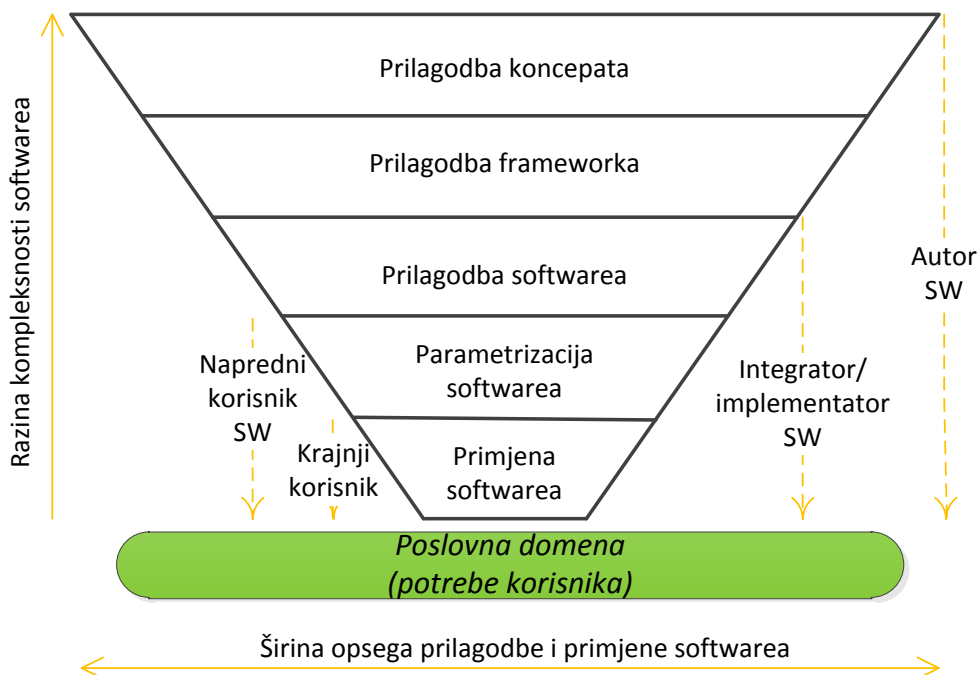 Razina kompleksnosti softwarea
Prilagodba koncepata
Prilagodba frameworka
Prilagodba softwarea
Parametrizacija
softwarea
Primjena
softwarea
Napredni
korisnik
SW
Krajnji
korisnik
Integrator/
implementator
SW
Autor
SW
Poslovna domena
(potrebe korisnika)
Širina opsega prilagodbe i primjene softwarea